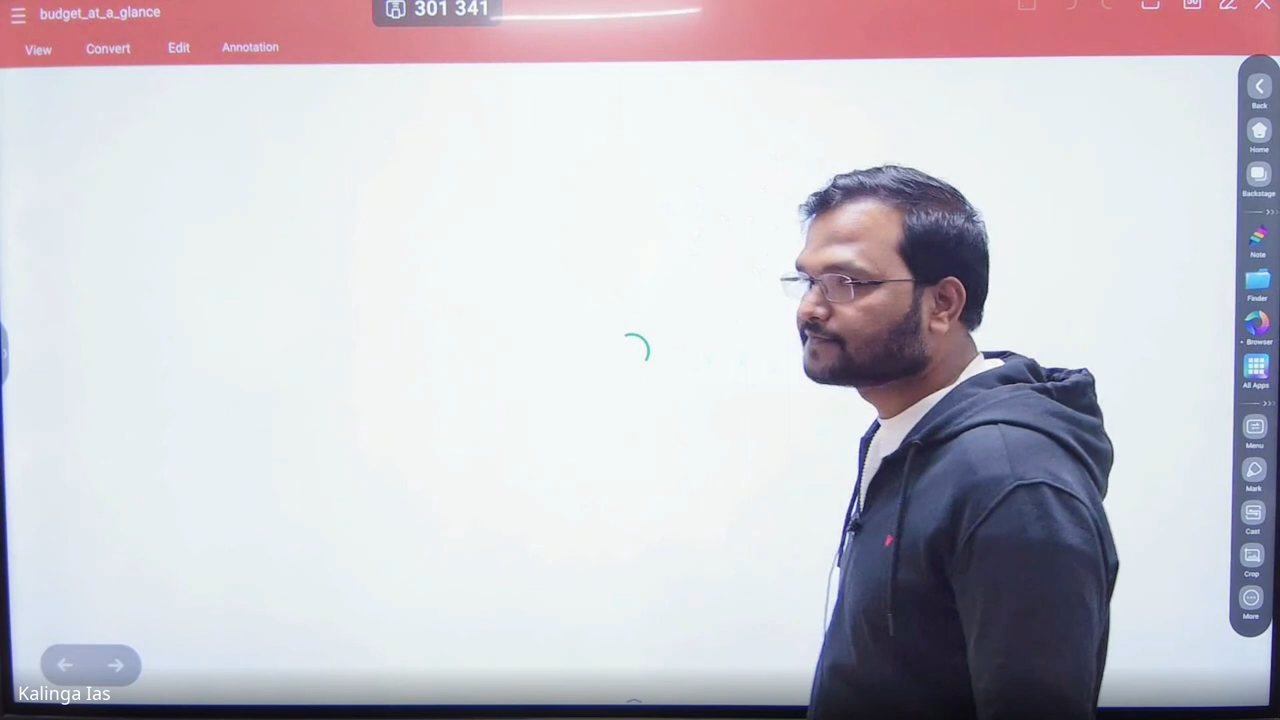 budget_at_a_glance
301 341
View Convert Edit Annotation
Back
Home
Backstage
Note
Finder
Browser
All Apps
Menu
Mark
Cast
Crop
More
Kalinga Ias